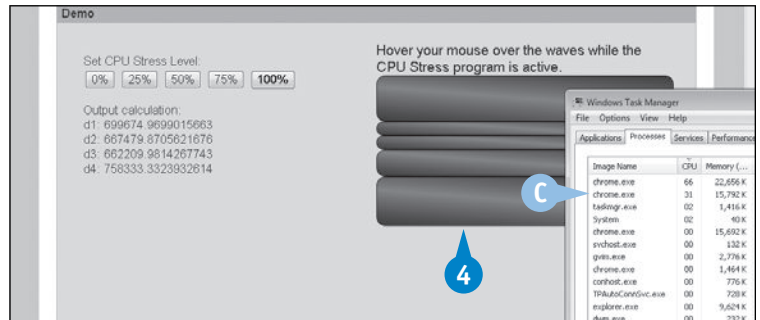 Demo
Set CPU Stress Level:
0% 25% 50% 75% 100%
Output calculation:
d1: 699674.9699015663
d2: 667479.8705621676
d3: 662209.9814267743
d4: 758333.3323932614
Hover your mouse over the waves while the
CPU Stress program is active.
4
C
Windows Task Manager
File Options View Help
Applications Processes Services Performance
Image Name CPU Memory (...
chrome.exe 66 22,656 K
chrome.exe 31 15,792 K
taskmgr.exe 02 1,416 K
System 02 40 K
chrome.exe 00 15,692 K
svchost.exe 00 132 K
gvim.exe 00 2,776 K
chrome.exe 00 1,464 K
conhost.exe 00 776 K
TPAutoConnSvc.exe 00 728 K
explorer.exe 00 9,624 K
dwm.exe 00 232 K